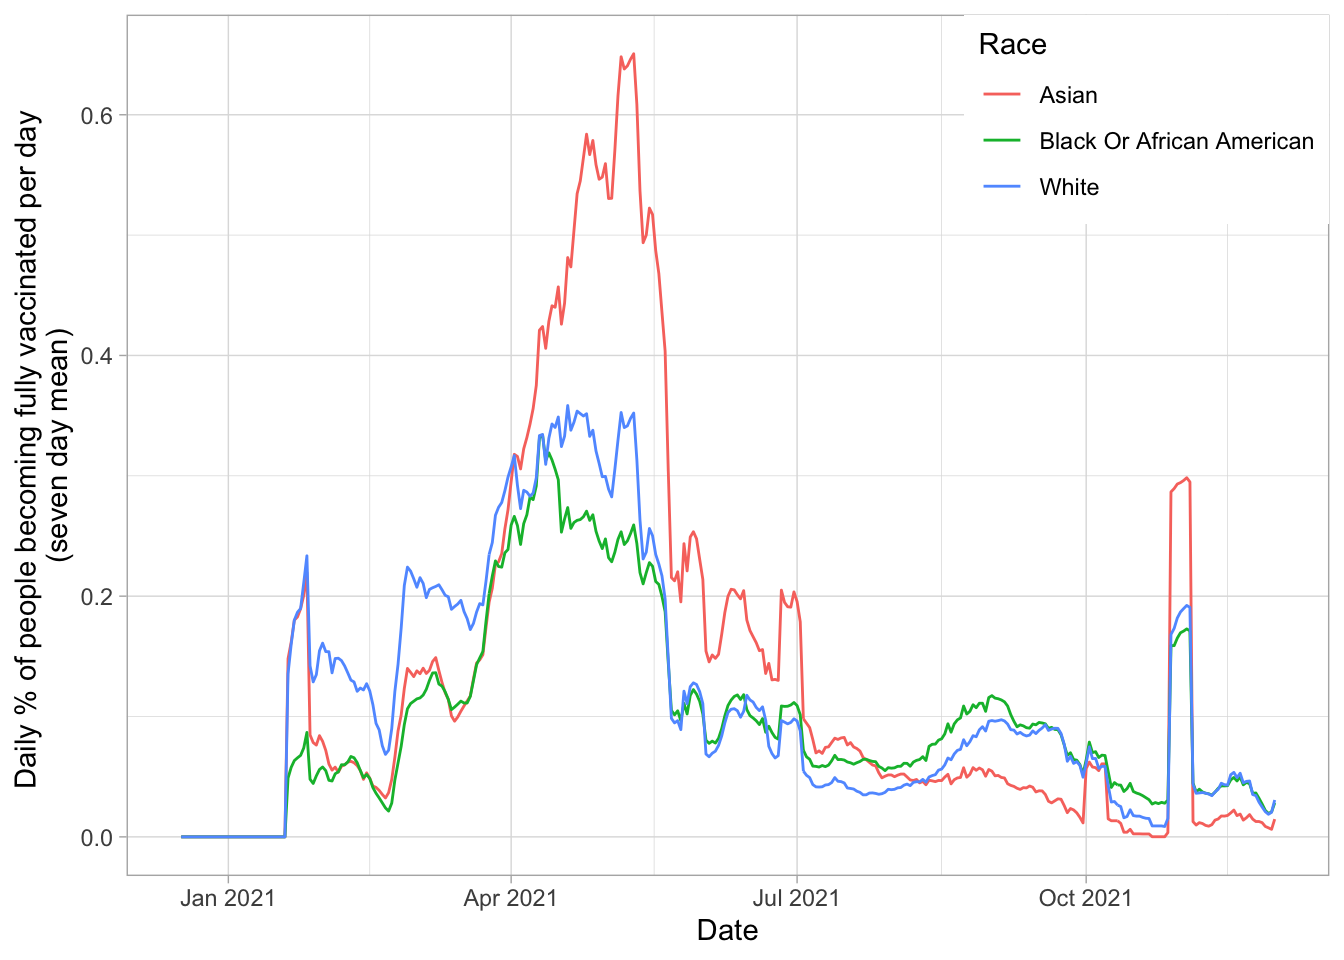 Race
Asian
Black Or African American
White
Daily % of people becoming fully vaccinated per day
(seven day mean)
0.6
0.4
0.2
0.0
Jan 2021
Apr 2021
Jul 2021
Oct 2021
Date